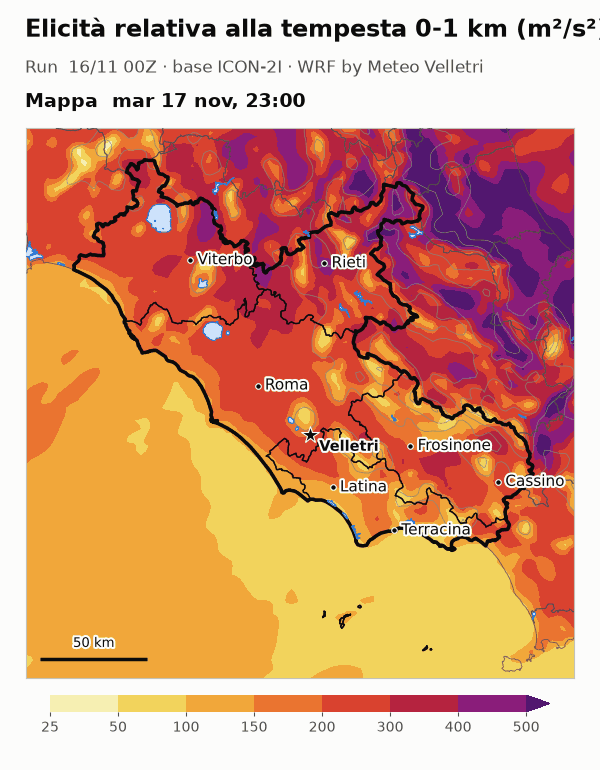 Elicità relativa alla tempesta 0-1 km (m²/s²)
Run 16/11 00Z · base ICON-2I · WRF by Meteo Velletri
Mappa mar 17 nov, 23:00
Viterbo
Rieti
Roma
Velletri
Frosinone
Cassino
Latina
Terracina
50 km
25 50 100 150 200 300 400 500